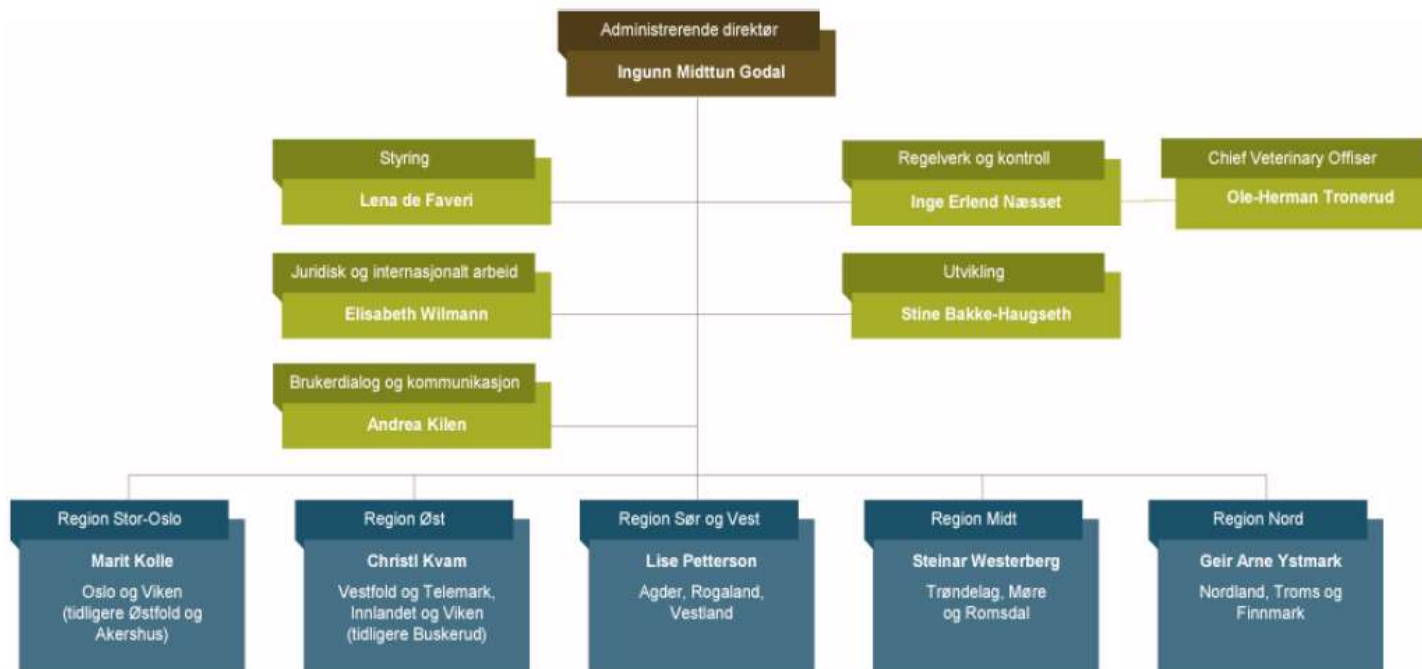 Administrerende direktør
Ingunn Midttun Godal
Styring
Lena de Faveri
Regelverk og kontroll
Inge Erlend Næsset
Chief Veterinary Offiser
Ole-Herman Tronerud
Juridisk og internasjonalt arbeid
Elisabeth Wilmann
Utvikling
Stine Bakke-Haugseth
Brukerdialog og kommunikasjon
Andrea Kilen
Region Stor-Oslo
Marit Kolle
Oslo og Viken
(tidligere Østfold og
Akershus)
Region Øst
Christl Kvam
Vestfold og Telemark,
Innlandet og Viken
(tidligere Buskerud)
Region Sør og Vest
Lise Petterson
Agder, Rogaland,
Vestland
Region Midt
Steinar Westerberg
Trøndelag, Møre
og Romsdal
Region Nord
Geir Arne Ystmark
Nordland, Troms og
Finnmark